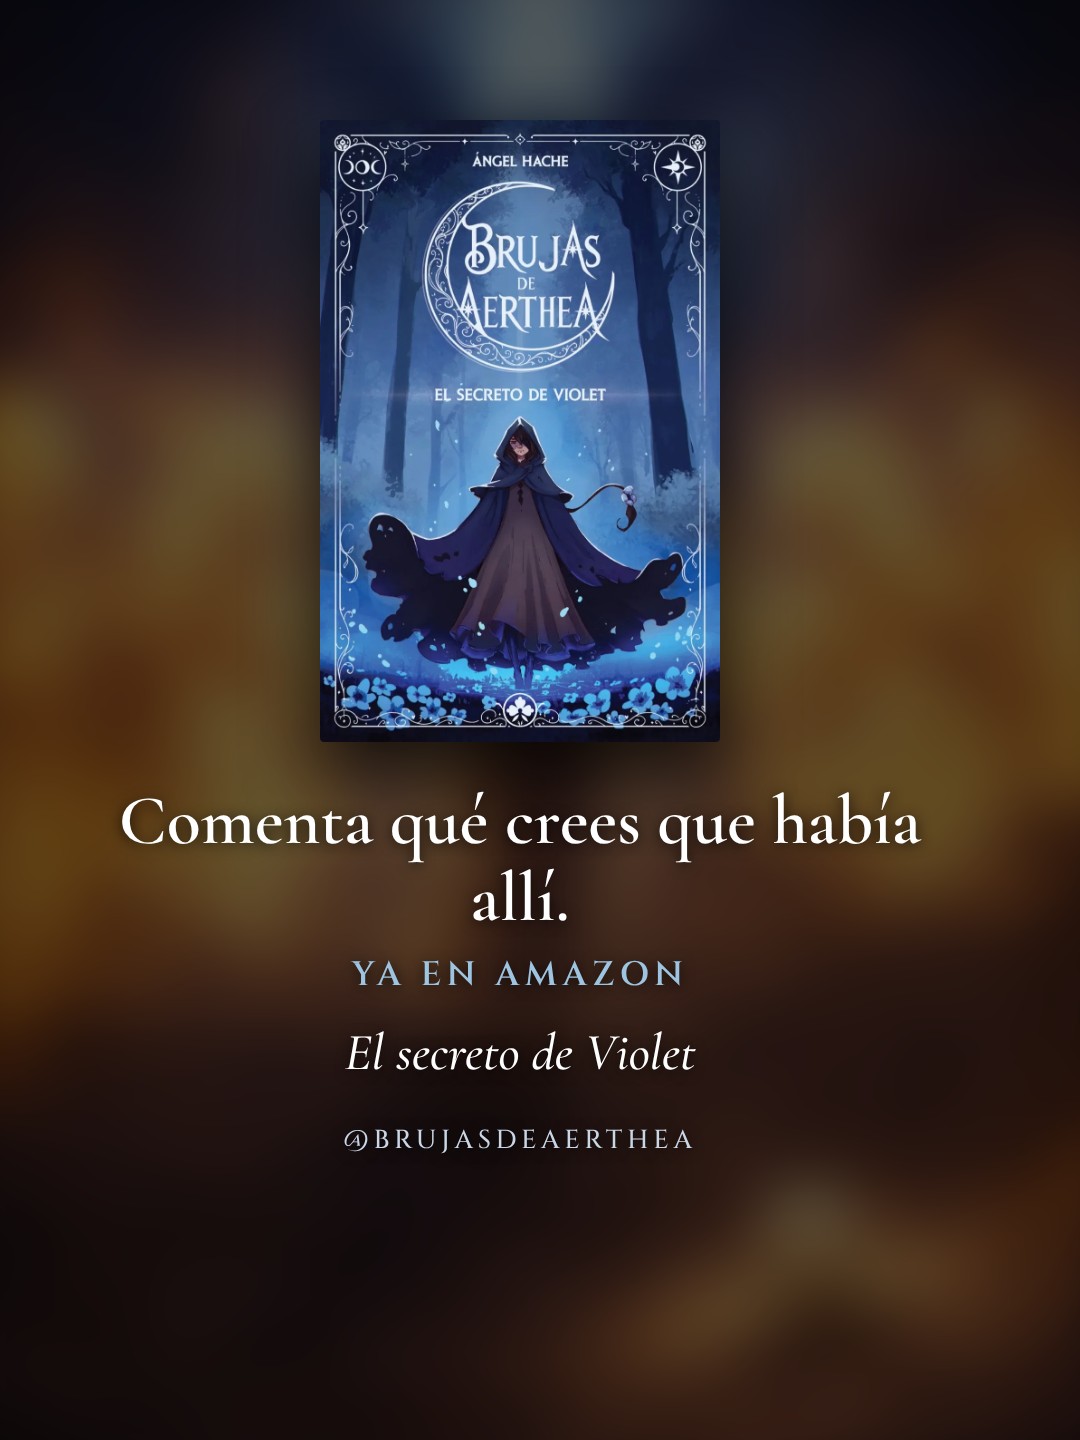 ÁNGEL HACHE
BRUJAS
DE
AERTHEA
EL SECRETO DE VIOLET
Comenta qué crees que había
allí.
YA EN AMAZON
El secreto de Violet
@BRUJASDEAERTHEA